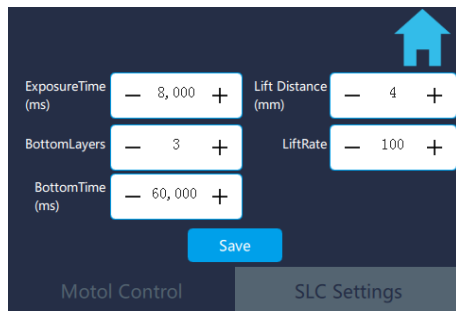 ExposureTime
(ms)
8,000
Lift Distance
(mm)
4
BottomLayers
3
LiftRate
100
BottomTime
(ms)
60,000
Save
Motol Control
SLC Settings